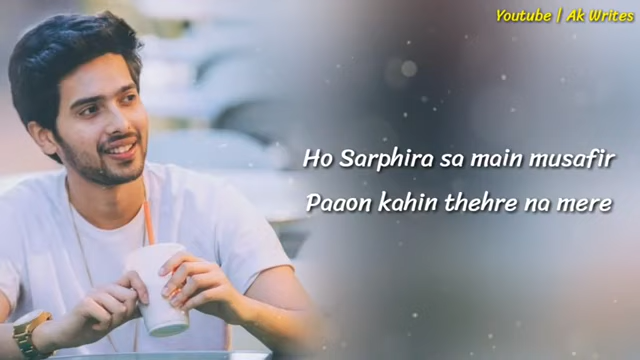 Youtube | Ak Writes
Ho Sarphira sa main musafir
Paaon kahin thehre na mere